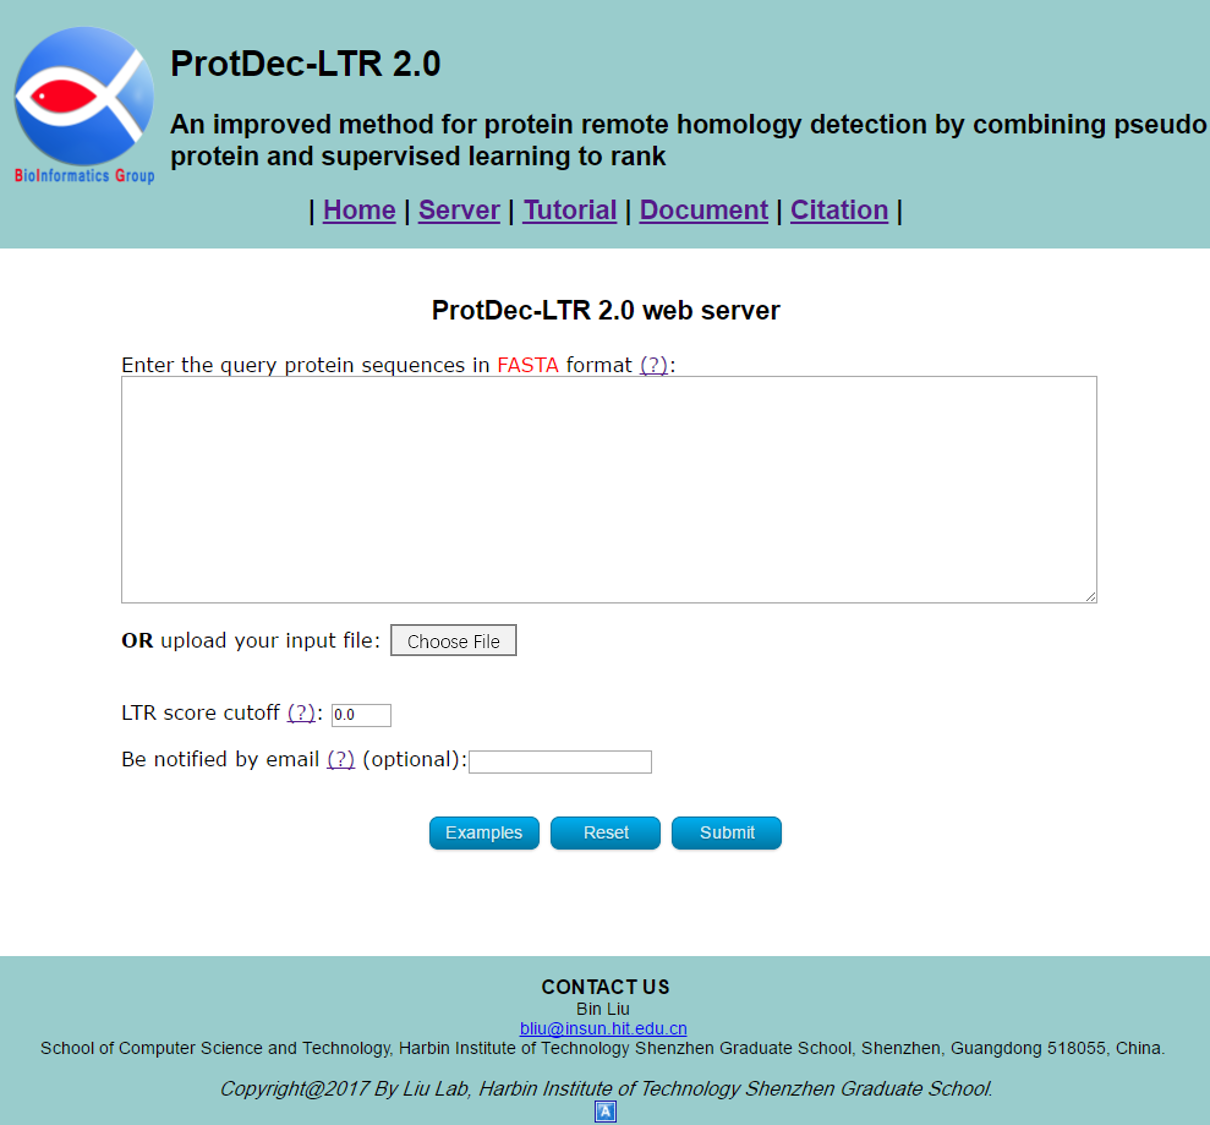 ProtDec-LTR 2.0
An improved method for protein remote homology detection by combining pseudo
protein and supervised learning to rank
BioInformatics Group
| Home | Server | Tutorial | Document | Citation |
ProtDec-LTR 2.0 web server
Enter the query protein sequences in FASTA format (?):
OR upload your input file: Choose File
LTR score cutoff (?): 0.0
Be notified by email (?) (optional):
Examples Reset Submit
CONTACT US
Bin Liu
bliu@insun.hit.edu.cn
School of Computer Science and Technology, Harbin Institute of Technology Shenzhen Graduate School, Shenzhen, Guangdong 518055, China.
Copyright@2017 By Liu Lab, Harbin Institute of Technology Shenzhen Graduate School.
A